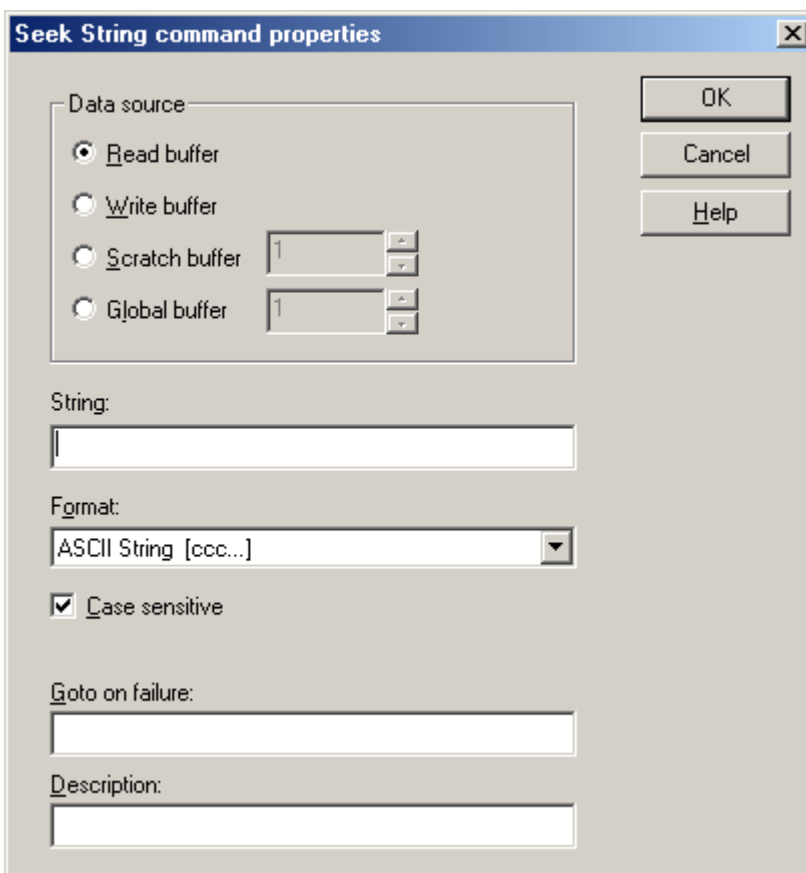 Seek String command properties
OK
Cancel
Help
Data source
Read buffer
Write buffer
Scratch buffer 1
Global buffer 1
String:
Format:
ASCII String [ccc...]
Case sensitive
Goto on failure:
Description: